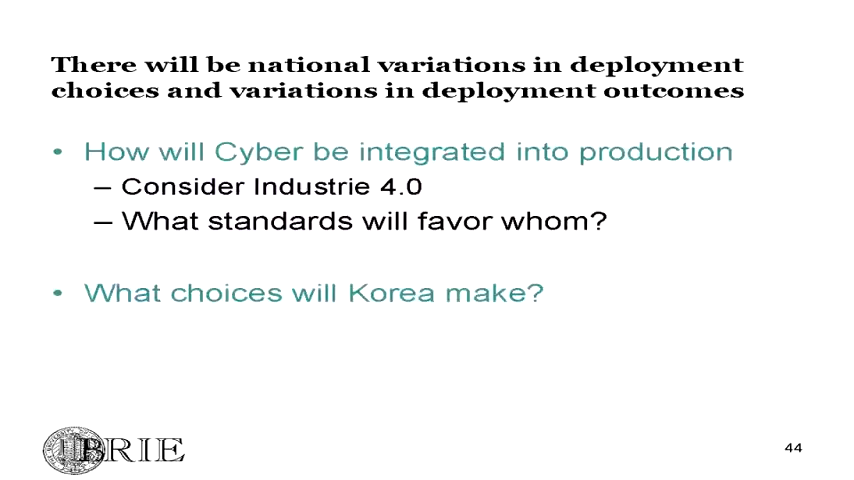 There will be national variations in deployment
choices and variations in deployment outcomes
• How will Cyber be integrated into production
– Consider Industrie 4.0
– What standards will favor whom?
• What choices will Korea make?
BRIE
44